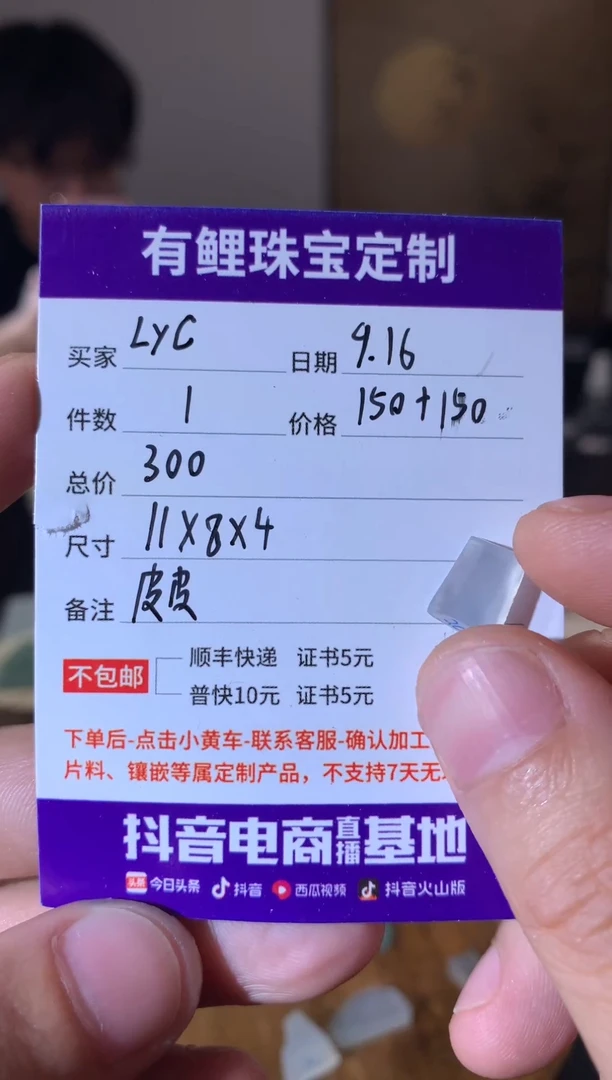 有鲤珠宝定制
买家 LYC 日期 9.16
件数 1 价格 150+150
总价 300
尺寸 11X8X4
备注 皮皮
不包邮
顺丰快递 证书5元
普快10元 证书5元
下单后-点击小黄车-联系客服-确认加工
片料、镶嵌等属定制产品，不支持7天无
抖音电商直播基地
头条 今日头条 抖音 西瓜视频 抖音火山版